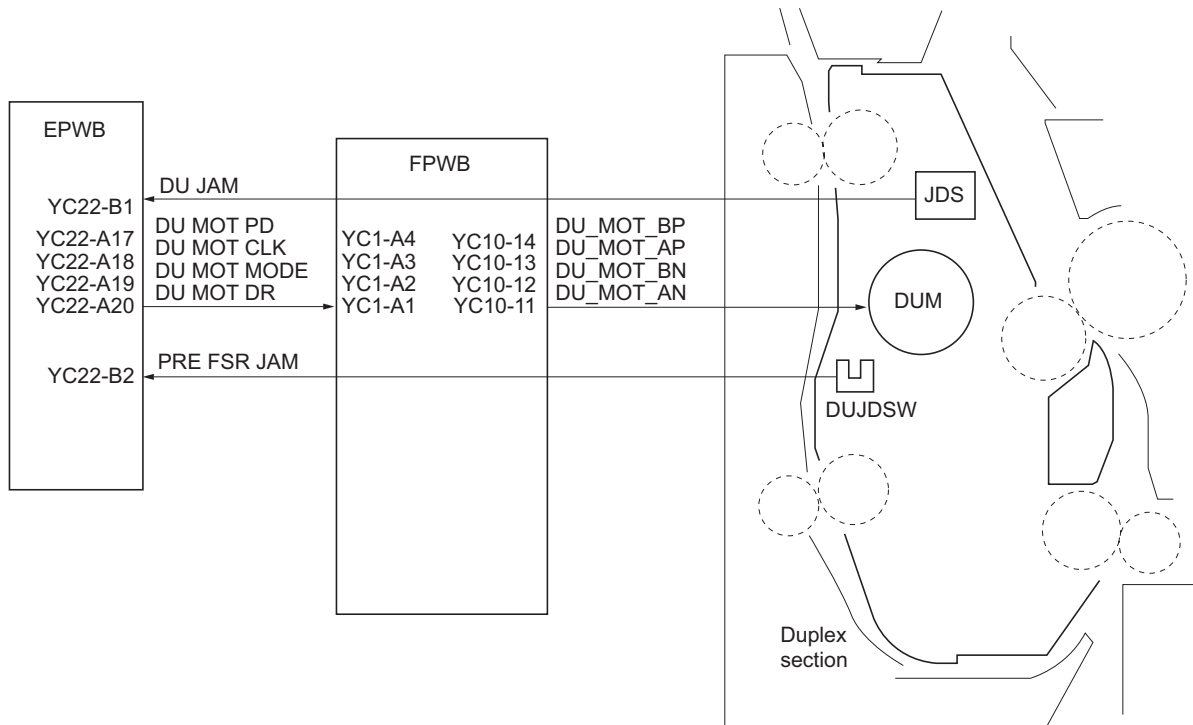 EPWB
FPWB
DU JAM
YC22-B1
JDS
DU MOT PD
YC22-A17
DU MOT CLK
YC22-A18
DU MOT MODE
YC22-A19
DU MOT DR
YC22-A20
YC1-A4
YC1-A3
YC1-A2
YC1-A1
YC10-14
YC10-13
YC10-12
YC10-11
DU_MOT_BP
DU_MOT_AP
DU_MOT_BN
DU_MOT_AN
DUM
PRE FSR JAM
YC22-B2
DUJDSW
Duplex
section